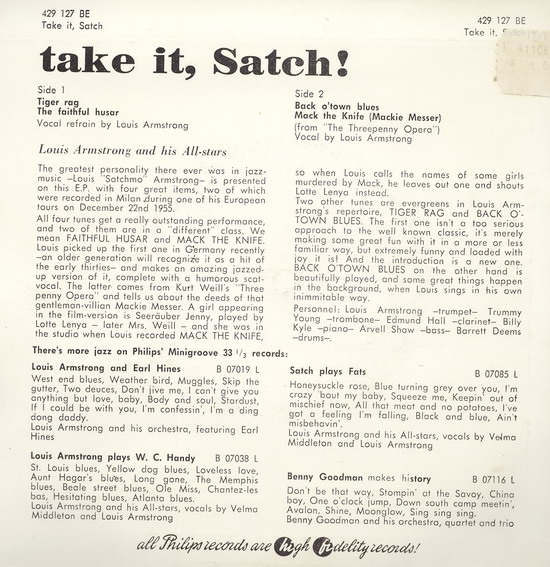 429 127 BE
Take it, Satch
429 127 BE
Take it, S
take it, Satch!
Side 1
Tiger rag
The faithful husar
Vocal refrain by Louis Armstrong
Side 2
Back o'town blues
Mack the Knife (Mackie Messer)
(from "The Threepenny Opera")
Vocal by Louis Armstrong
Louis Armstrong and his All-stars
The greatest personality there ever was in jazz-
music –Louis "Satchmo" Armstrong– is presented
on this E.P. with four great items, two of which
were recorded in Milan during one of his European
tours on December 22nd 1955.
All four tunes get a really outstanding performance,
and two of them are in a "different" class. We
mean FAITHFUL HUSAR and MACK THE KNIFE.
Louis picked up the first one in Germany recently
–an older generation will recognize it as a hit of
the early thirties– and makes an amazing jazzed-
up version of it, complete with a humorous scat-
vocal. The latter comes from Kurt Weill's "Three
penny Opera" and tells us about the deeds of that
gentleman-villian Mackie Messer. A girl appearing
in the film-version is Seeräuber Jenny, played by
Lotte Lenya – later Mrs. Weill – and she was in
the studio when Louis recorded MACK THE KNIFE,
so when Louis calls the names of some girls
murdered by Mack, he leaves out one and shouts
Lotte Lenya instead.
Two other tunes are evergreens in Louis Arm-
strong's repertoire, TIGER RAG and BACK O'-
TOWN BLUES. The first one isn't a too serious
approach to the well known classic, it's merely
making some great fun with it in a more or less
familiar way, but extremely funny and loaded with
joy it is! And the introduction is a new one.
BACK O'TOWN BLUES on the other hand is
beautifully played, and some great things happen
in the background, when Louis sings in his own
inimmitable way.
Personnel: Louis Armstrong –trumpet– Trummy
Young –trombone– Edmund Hall –clarinet– Billy
Kyle –piano– Arvell Shaw –bass– Barrett Deems
–drums–.
There's more jazz on Philips' Minigroove 33 1/3 records:
Louis Armstrong and Earl Hines B 07019 L
West end blues, Weather bird, Muggles, Skip the
gutter, Two deuces, Don't jive me, I can't give you
anything but love, baby, Body and soul, Stardust,
If I could be with you, I'm confessin', I'm a ding
dong daddy.
Louis Armstrong and his orchestra, featuring Earl
Hines
Louis Armstrong plays W. C. Handy B 07038 L
St. Louis blues, Yellow dog blues, Loveless love,
Aunt Hagar's blues, Long gone, The Memphis
blues, Beale street blues, Ole Miss, Chantez-les
bas, Hesitating blues, Atlanta blues.
Louis Armstrong and his All-stars, vocals by Velma
Middleton and Louis Armstrong
Satch plays Fats B 07085 L
Honeysuckle rose, Blue turning grey over you, I'm
crazy 'bout my baby, Squeeze me, Keepin' out of
mischief now, All that meat and no potatoes, I've
got a feeling I'm falling, Black and blue, Ain't
misbehavin'.
Louis Armstrong and his All-stars, vocals by Velma
Middleton and Louis Armstrong
Benny Goodman makes history B 07116 L
Don't be that way, Stompin' at the Savoy, China
boy, One o'clock jump, Down south camp meetin',
Avalon, Shine, Moonglow, Sing sing sing.
Benny Goodman and his orchestra, quartet and trio
all Philips records are high fidelity records!